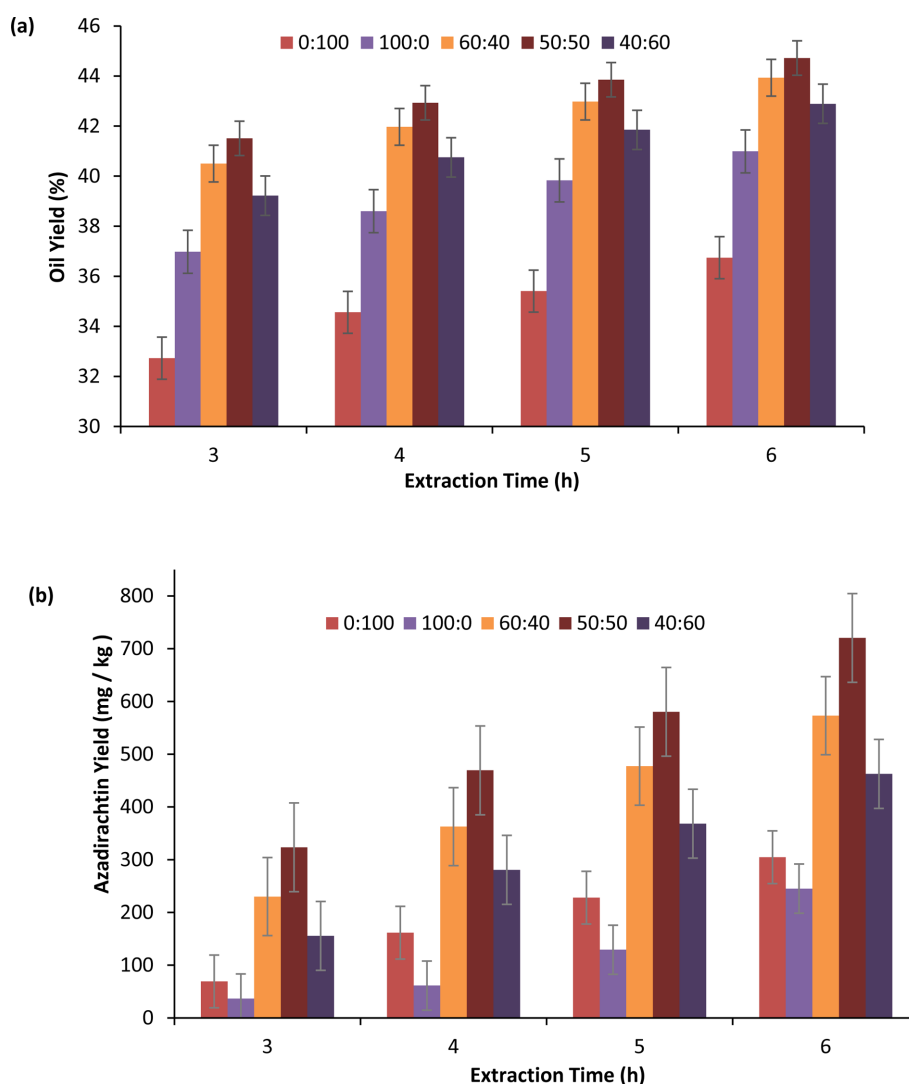 (a)
0:100 100:0 60:40 50:50 40:60
46
44
42
40
38
36
34
32
30
Oil Yield (%)
3 4 5 6
Extraction Time (h)
(b)
0:100 100:0 60:40 50:50 40:60
800
700
600
500
400
300
200
100
0
Azadirachtin Yield (mg / kg )
3 4 5 6
Extraction Time (h)